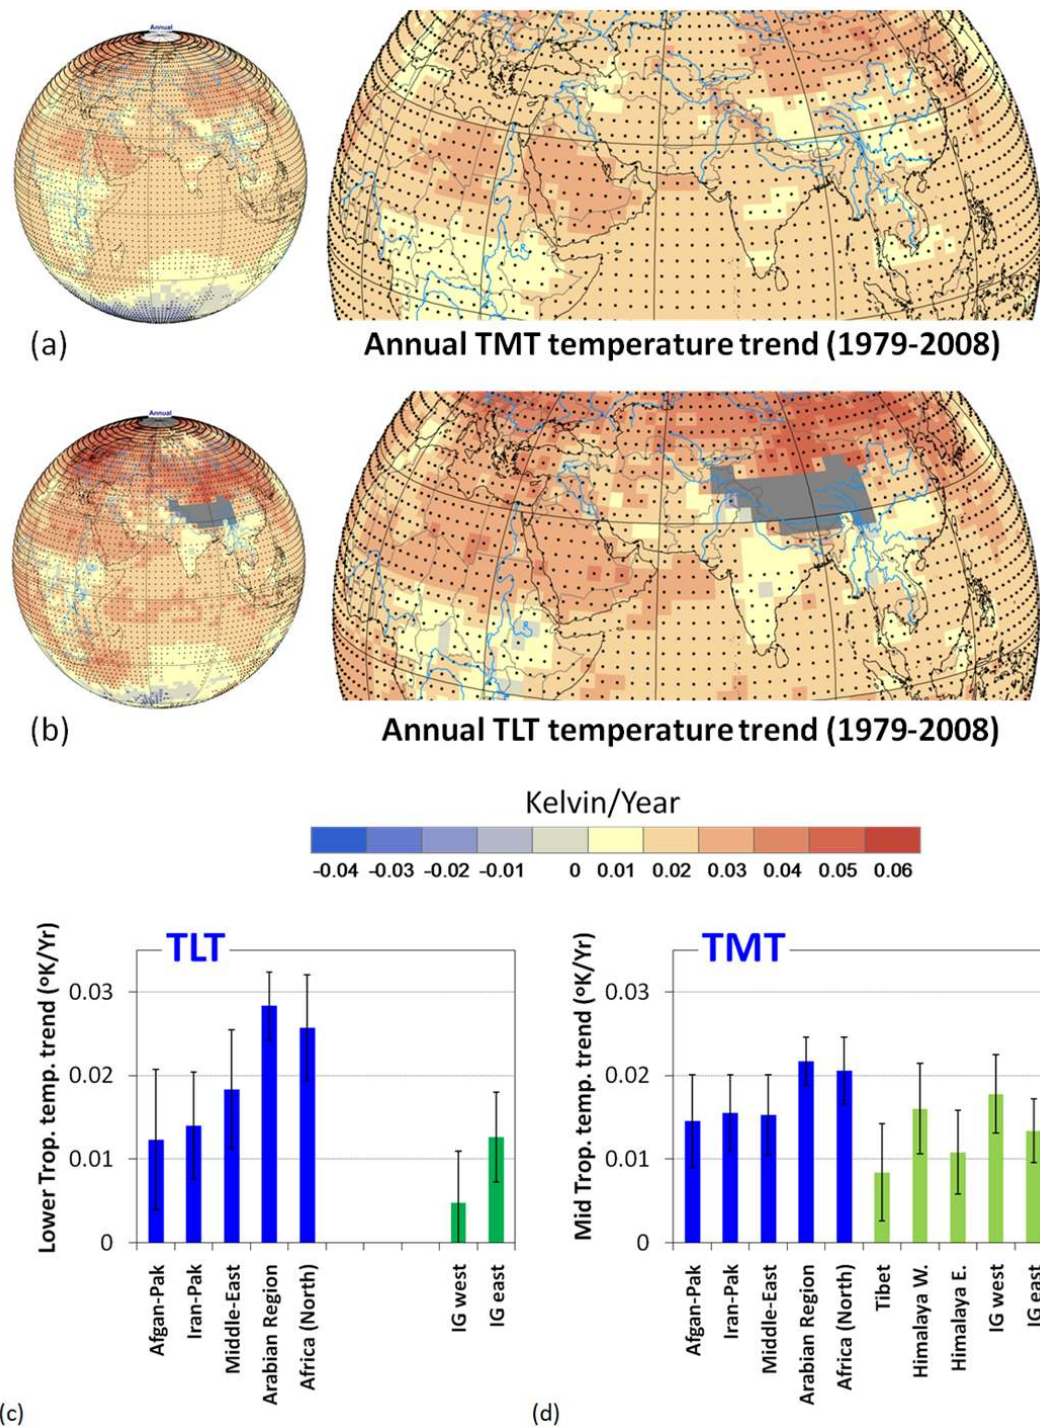 Annual
(a)
Annual TMT temperature trend (1979-2008)
Annual
(b)
Annual TLT temperature trend (1979-2008)
Kelvin/Year
-0.04 -0.03 -0.02 -0.01 0 0.01 0.02 0.03 0.04 0.05 0.06
TLT
Lower Trop. temp. trend (ºK/Yr)
0.03
0.02
0.01
0
Afgan-Pak
Iran-Pak
Middle-East
Arabian Region
Africa (North)
IG west
IG east
(c)
TMT
Mid Trop. temp. trend (ºK/Yr)
0.03
0.02
0.01
0
Afgan-Pak
Iran-Pak
Middle-East
Arabian Region
Africa (North)
Tibet
Himalaya W.
Himalaya E.
IG west
IG east
(d)